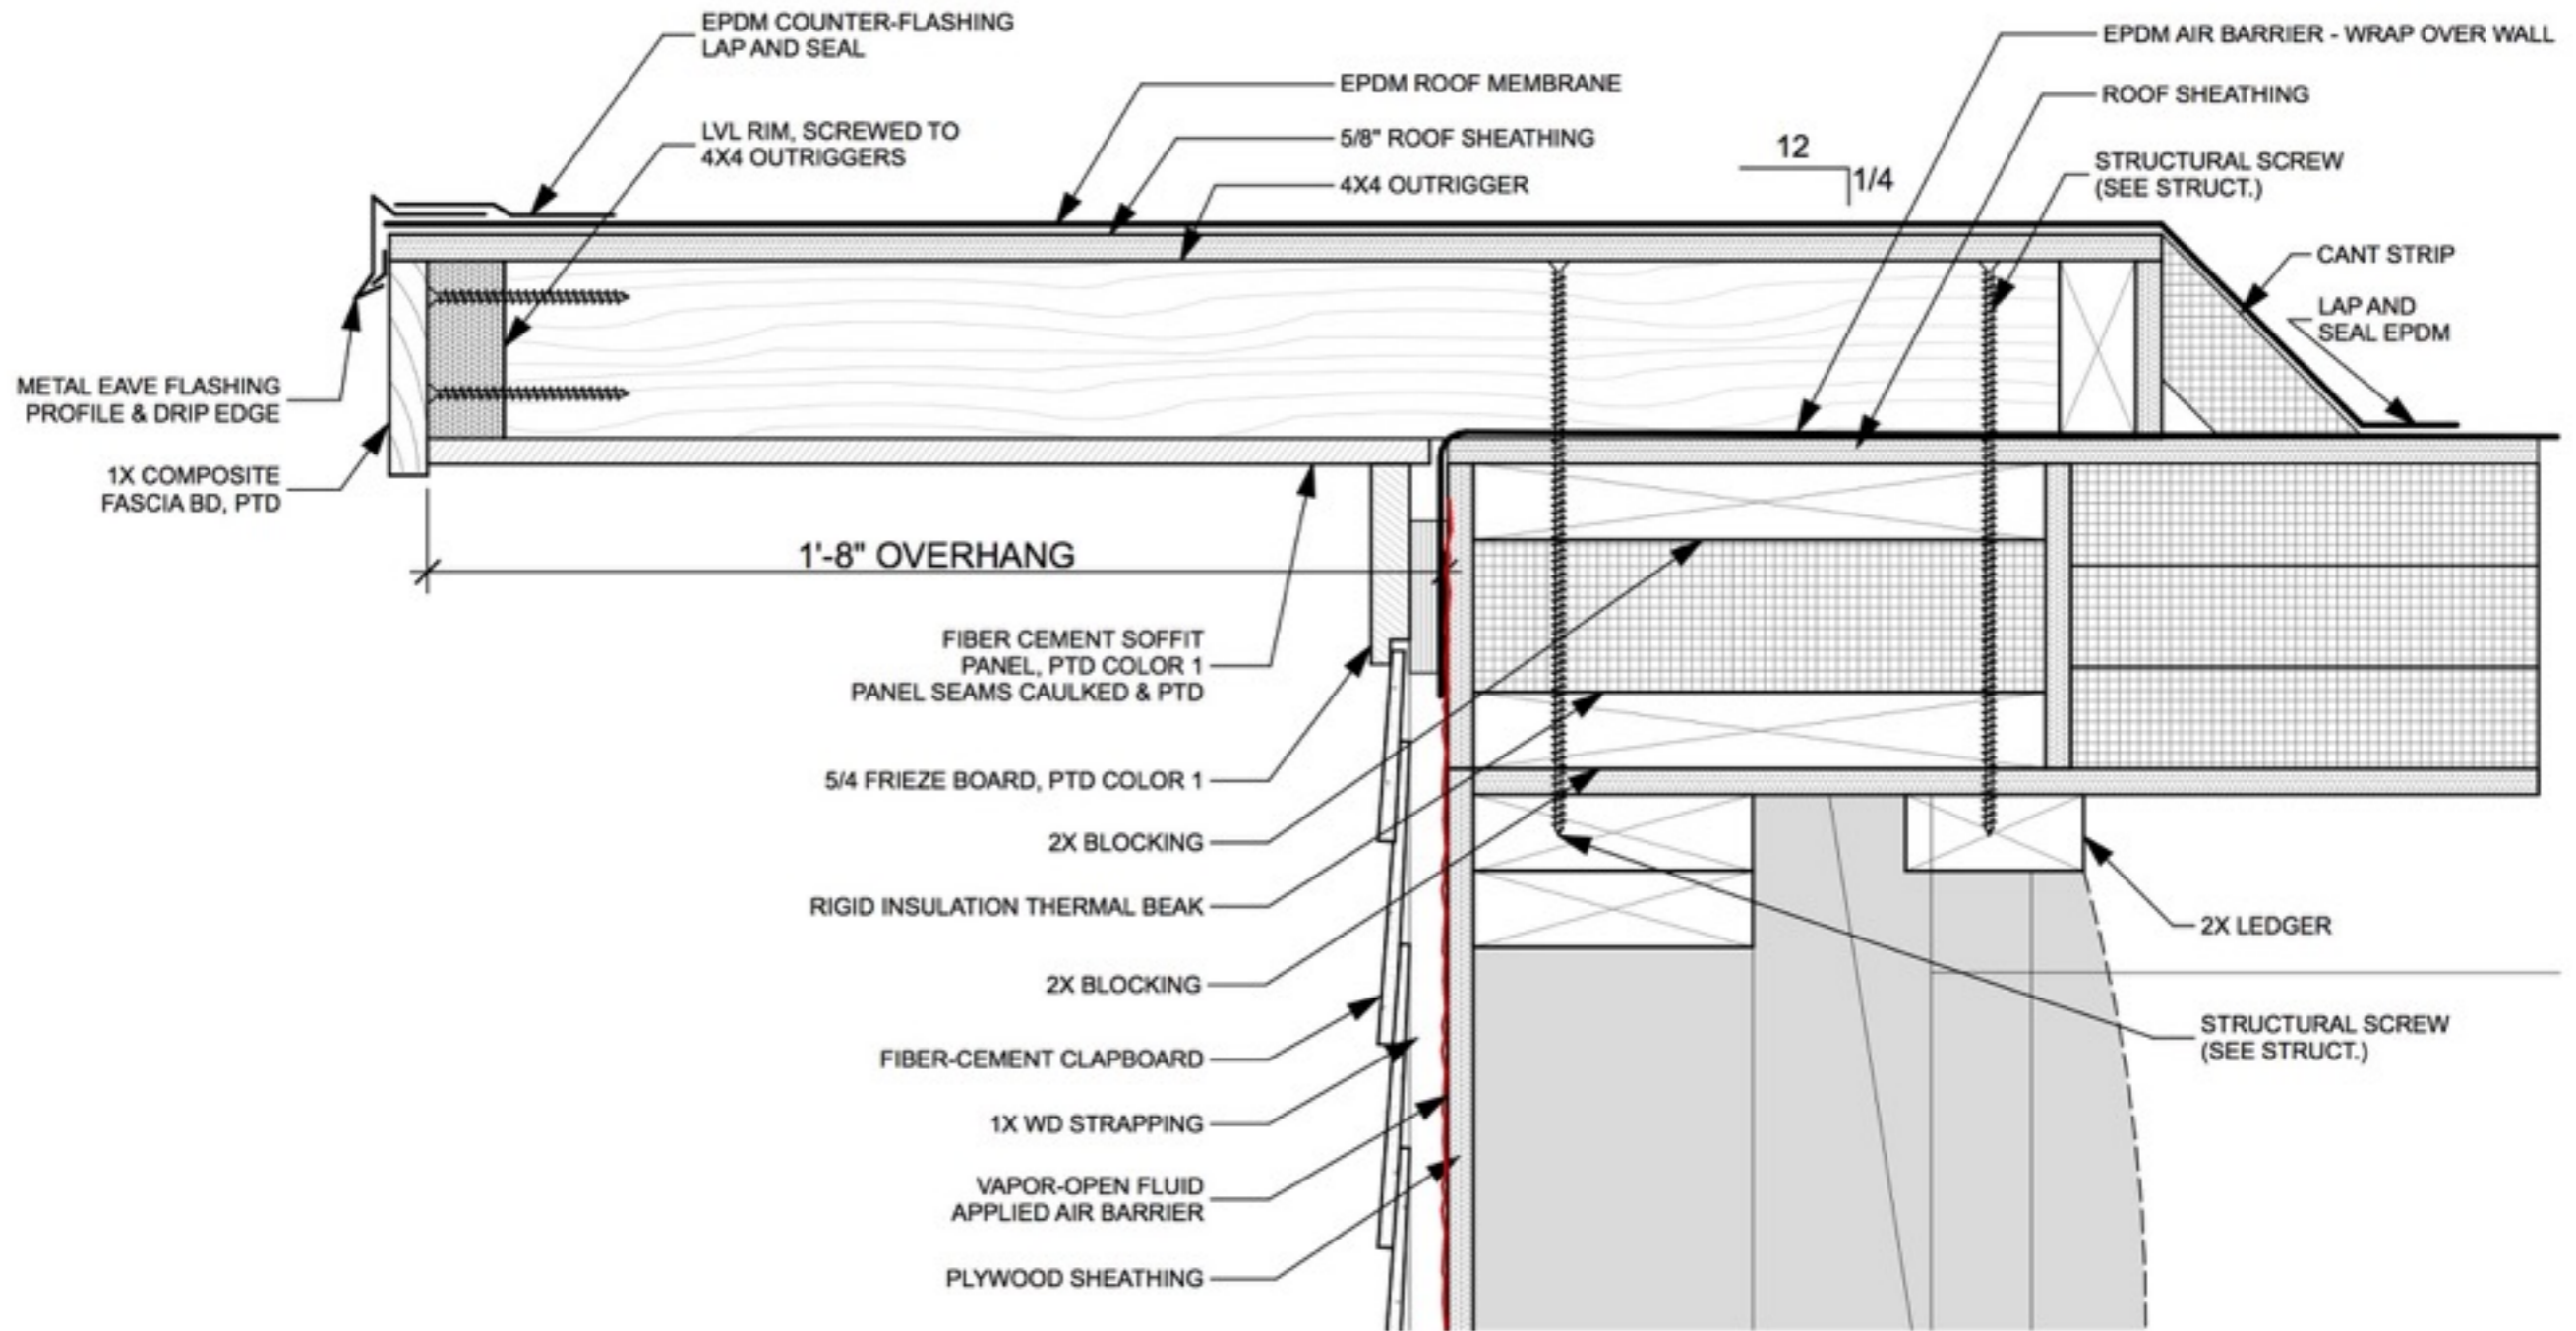 EPDM COUNTER-FLASHING
LAP AND SEAL
LVL RIM, SCREWED TO
4X4 OUTRIGGERS
EPDM ROOF MEMBRANE
5/8" ROOF SHEATHING
4X4 OUTRIGGER
12
1/4
EPDM AIR BARRIER - WRAP OVER WALL
ROOF SHEATHING
STRUCTURAL SCREW
(SEE STRUCT.)
CANT STRIP
LAP AND
SEAL EPDM
METAL EAVE FLASHING
PROFILE & DRIP EDGE
1X COMPOSITE
FASCIA BD, PTD
1'-8" OVERHANG
FIBER CEMENT SOFFIT
PANEL, PTD COLOR 1
PANEL SEAMS CAULKED & PTD
5/4 FRIEZE BOARD, PTD COLOR 1
2X BLOCKING
RIGID INSULATION THERMAL BEAK
2X BLOCKING
FIBER-CEMENT CLAPBOARD
1X WD STRAPPING
VAPOR-OPEN FLUID
APPLIED AIR BARRIER
PLYWOOD SHEATHING
2X LEDGER
STRUCTURAL SCREW
(SEE STRUCT.)